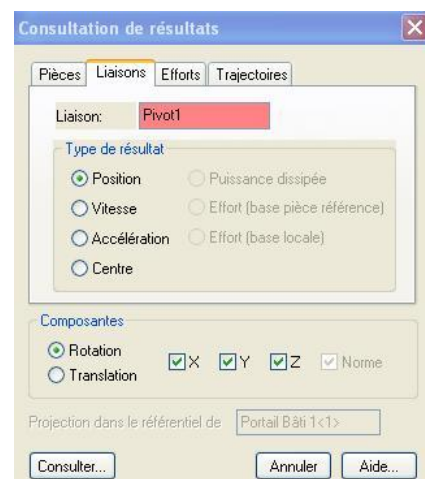 Consultation de résultats
Pièces Liaisons Efforts Trajectoires
Liaison: Pivot1
Type de résultat
Position Puissance dissipée
Vitesse Effort (base pièce référence)
Accélération Effort (base locale)
Centre
Composantes
Rotation
X Y Z Norme
Translation
Projection dans le référentiel de Portail Bâti 1<1>
Consulter... Annuler Aide...